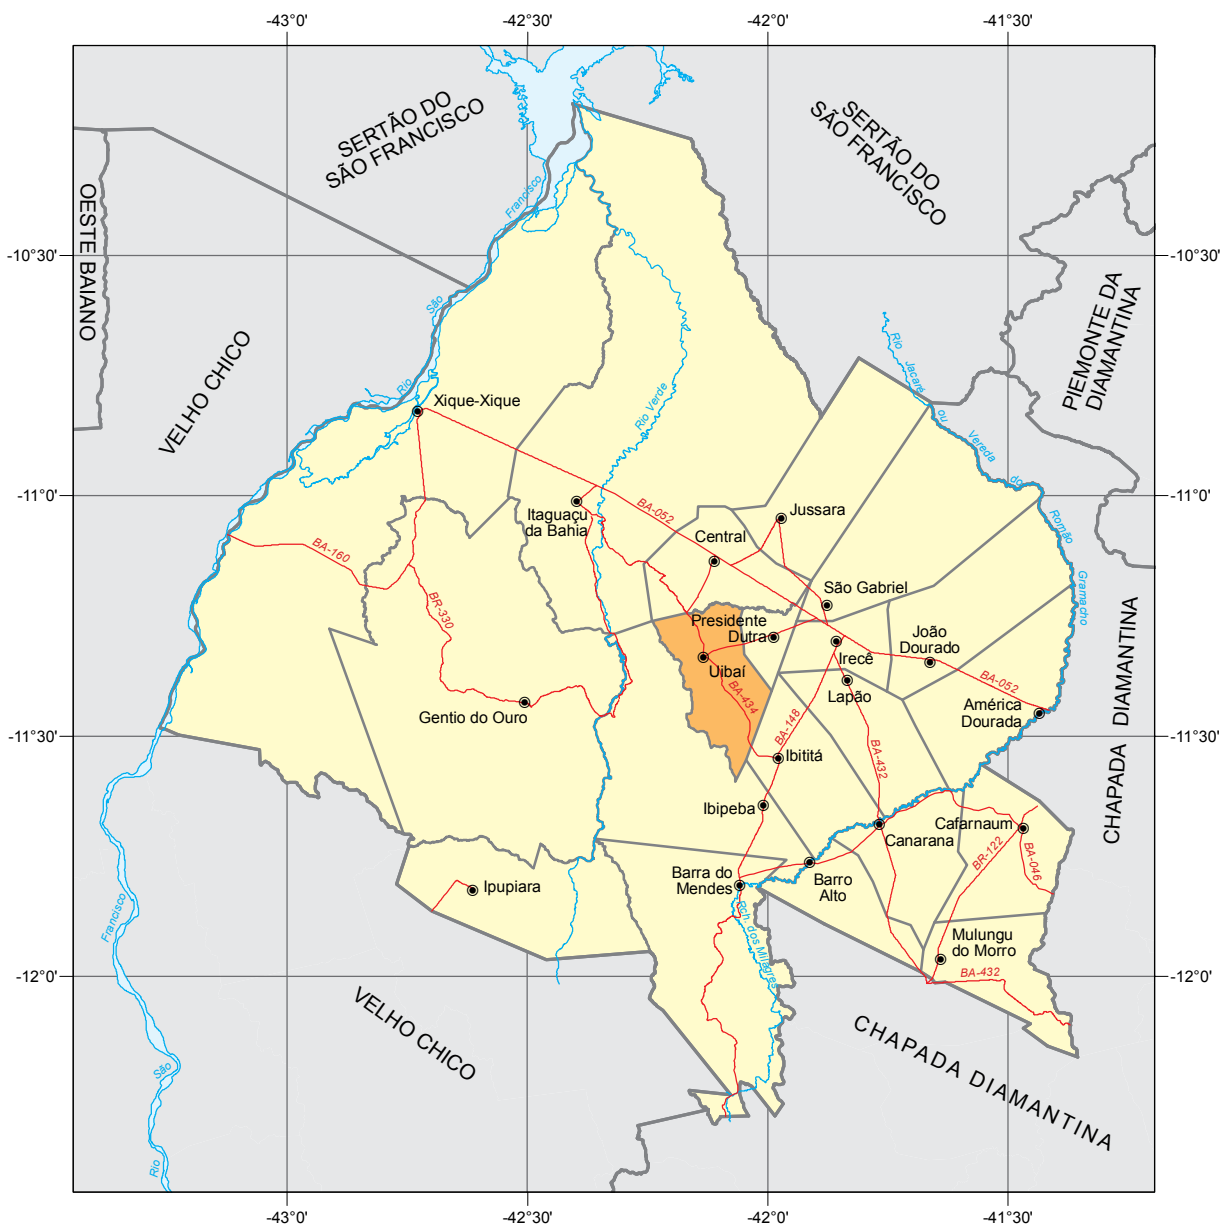 -43°0'
-42°30'
-42°0'
-41°30'
SERTÃO DO
SÃO FRANCISCO
SERTÃO DO
SÃO FRANCISCO
OESTE BAIANO
Francisco
-10°30'
-10°30'
PIEMONTE DA
DIAMANTINA
São
Rio
Jacaré
VELHO CHICO
Rio
Rio Verde
Xique-Xique
ou
Vereda
do
-11°0'
-11°0'
Itaguaçu
da Bahia
BA-052
Jussara
Romão
Central
BA-160
BR-330
São Gabriel
Gramacho
Presidente
Dutra
João
Dourado
Irecê
Uibaí
Lapão
BA-434
BA-052
América
Dourada
CHAPADA DIAMANTINA
Gentio do Ouro
BA-148
-11°30'
-11°30'
BA-432
Ibititá
Ibipeba
Cafarnaum
Canarana
BR-122
BA-046
Barra do
Mendes
Barro
Alto
Ipupiara
Francisco
Rch. dos Milagres
Mulungu
do Morro
-12°0'
-12°0'
BA-432
VELHO CHICO
CHAPADA DIAMANTINA
São
Rio
-43°0'
-42°30'
-42°0'
-41°30'